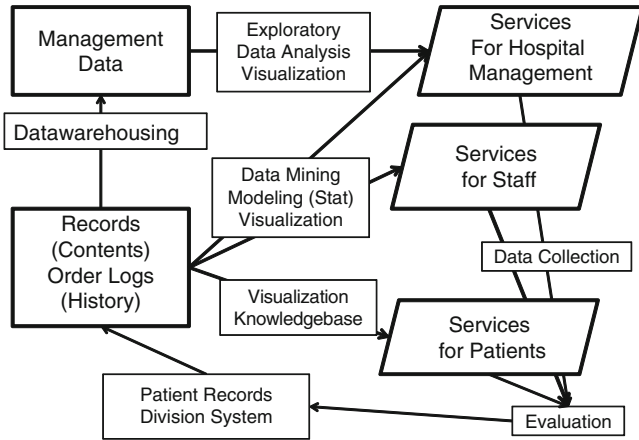 Management
Data
Exploratory
Data Analysis
Visualization
Services
For Hospital
Management
Datawarehousing
Data Mining
Modeling (Stat)
Visualization
Services
for Staff
Records
(Contents)
Order Logs
(History)
Data Collection
Visualization
Knowledgebase
Services
for Patients
Patient Records
Division System
Evaluation